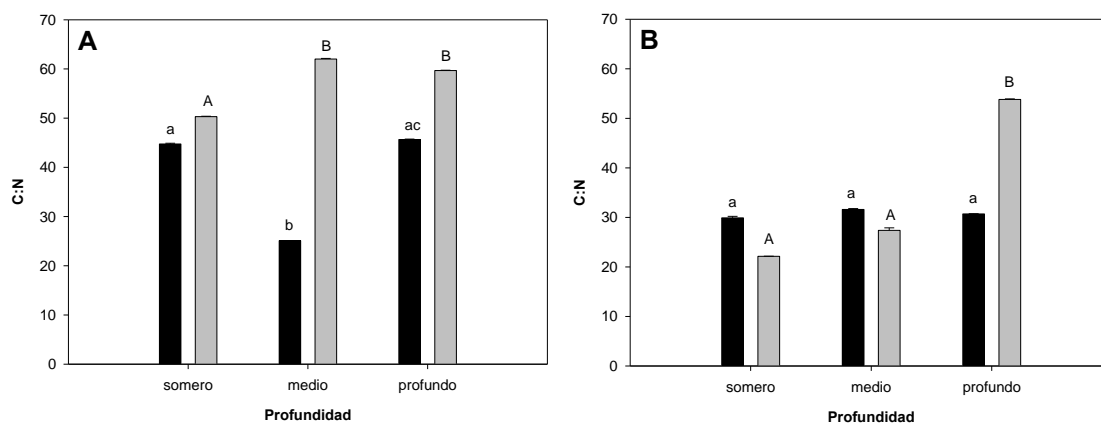 A
C:N
70
60
50
40
30
20
10
0
a
A
b
B
ac
B
somero
medio
profundo
Profundidad
B
C:N
70
60
50
40
30
20
10
0
a
A
a
A
a
B
somero
medio
profundo
Profundidad